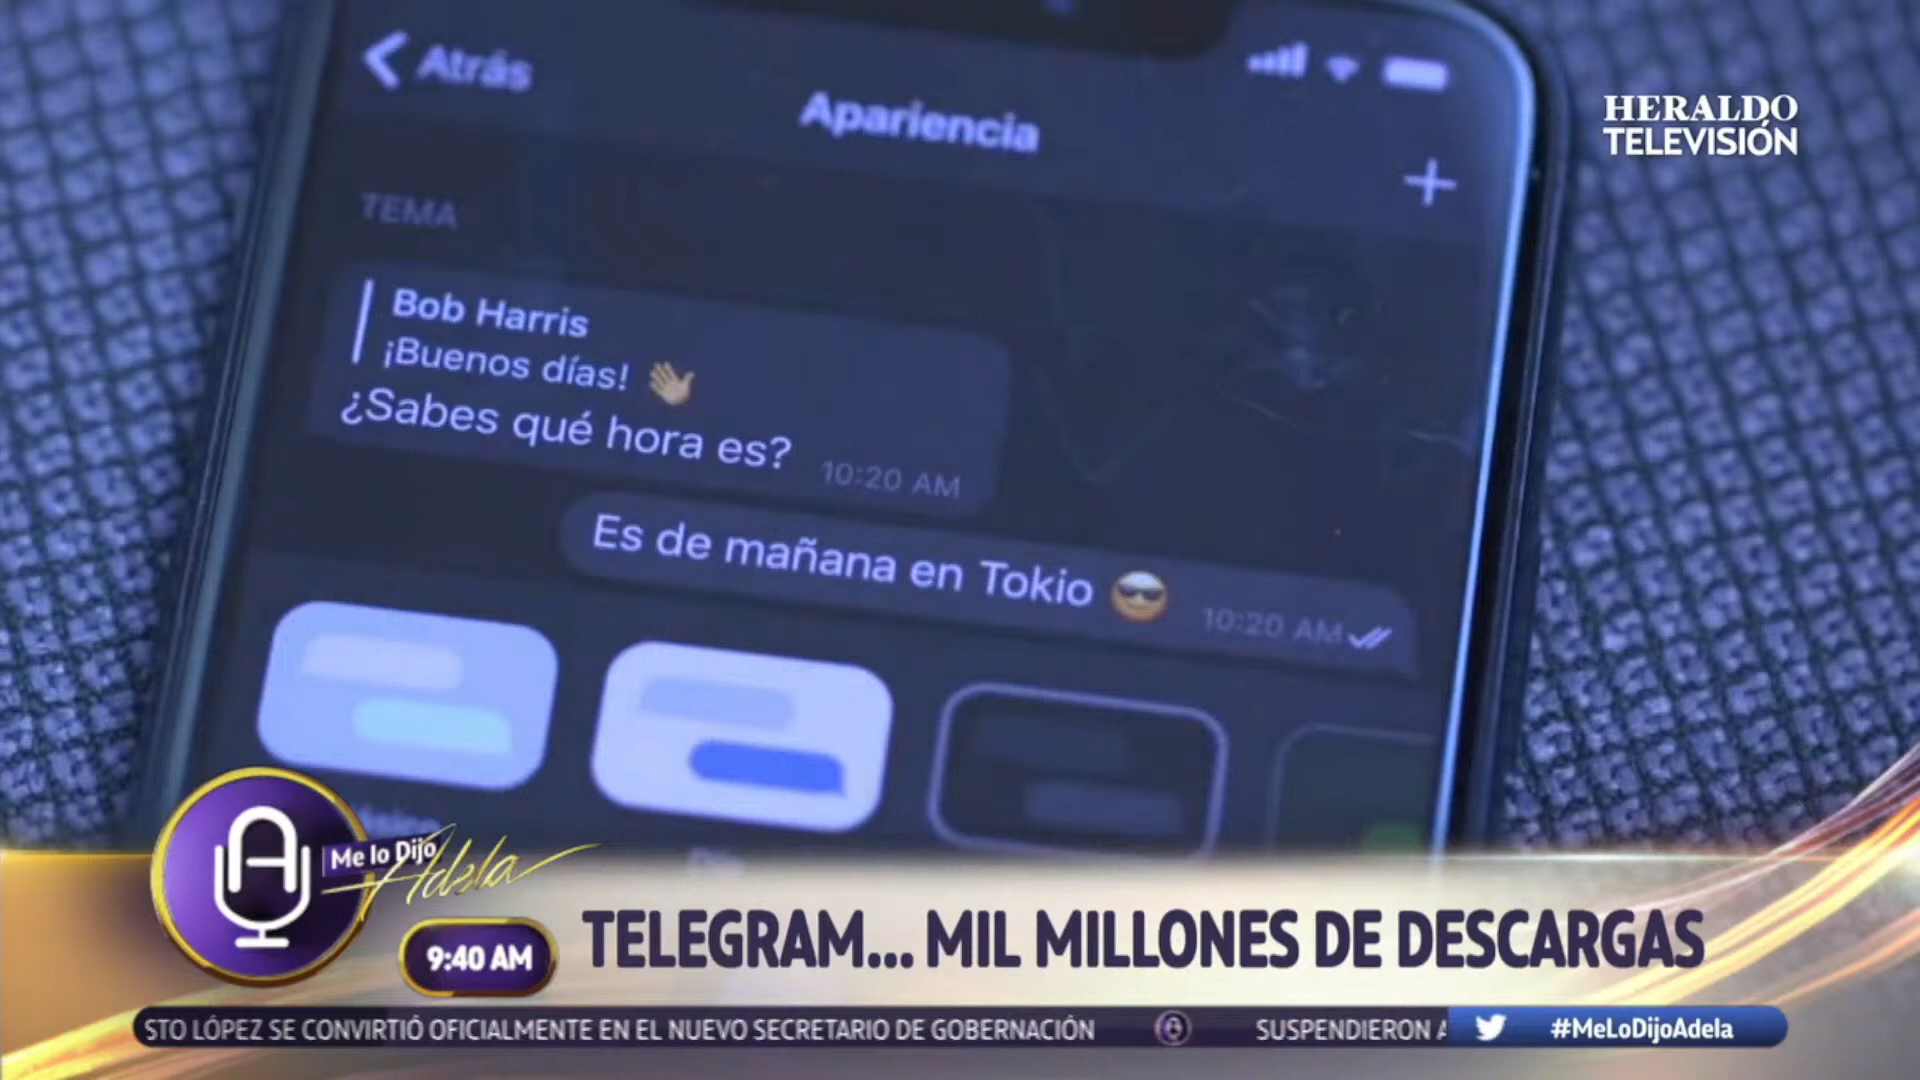 Atrás
Apariencia
HERALDO
TELEVISIÓN
TEMA
Bob Harris
¡Buenos días! 👋
¿Sabes qué hora es?
10:20 AM
Es de mañana en Tokio 😎
10:20 AM
Me lo Dijo
Adela
9:40 AM
TELEGRAM... MIL MILLONES DE DESCARGAS
STO LÓPEZ SE CONVIRTIÓ OFICIALMENTE EN EL NUEVO SECRETARIO DE GOBERNACIÓN
SUSPENDIERON A
#MeLoDijoAdela